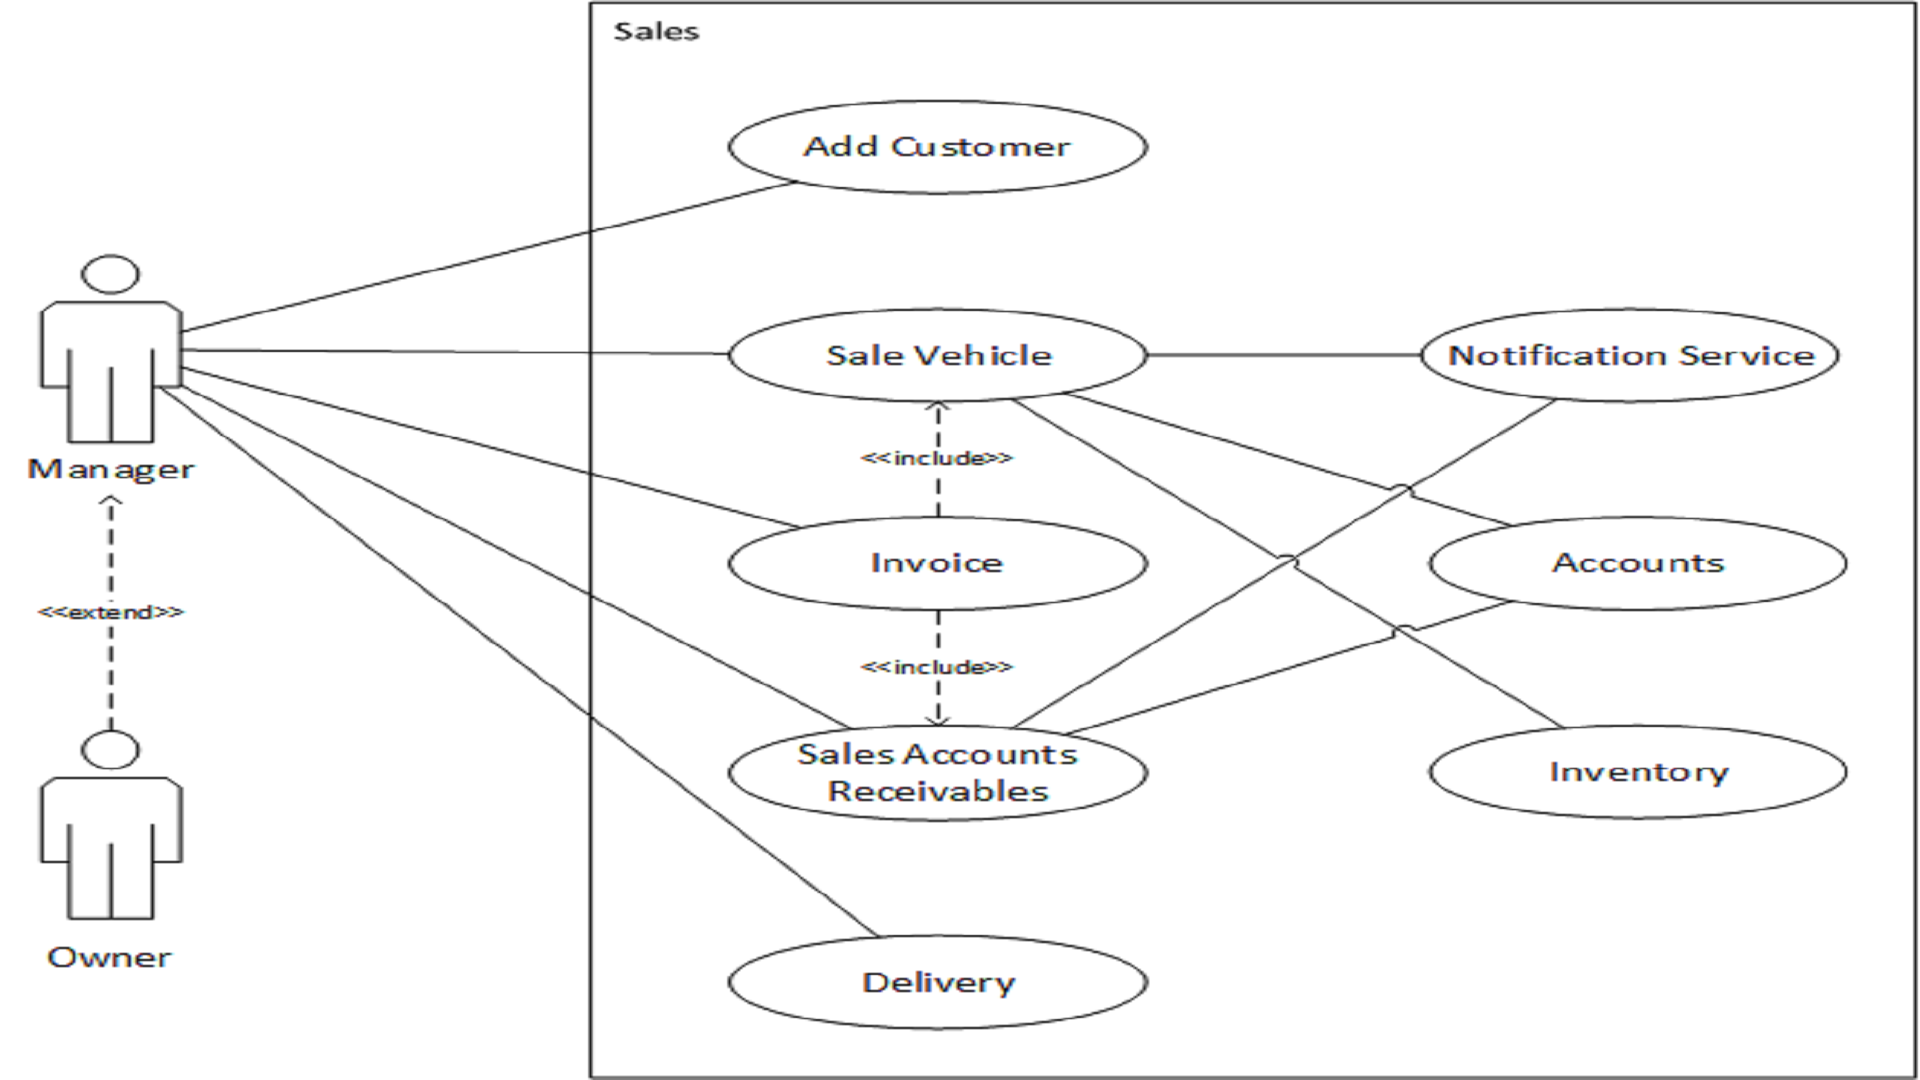 Sales
Add Customer
Sale Vehicle
Notification Service
Manager
<<include>>
Invoice
Accounts
<<extend>>
<<include>>
Sales Accounts
Receivables
Inventory
Owner
Delivery